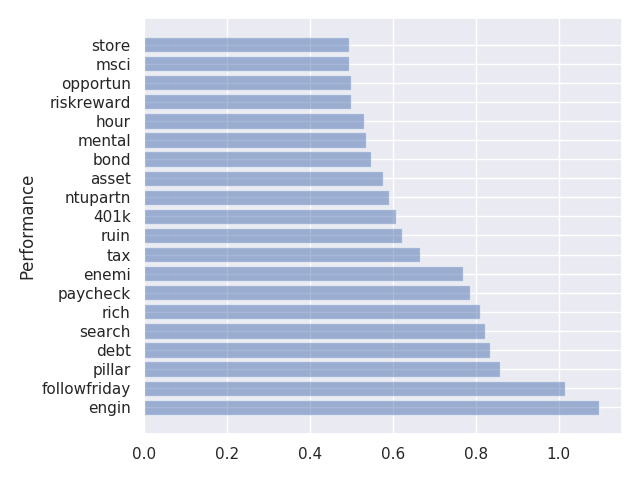 store
msci
opportun
riskreward
hour
mental
bond
asset
ntupartn
401k
ruin
tax
enemi
paycheck
rich
search
debt
pillar
followfriday
engin
Performance
0.0 0.2 0.4 0.6 0.8 1.0